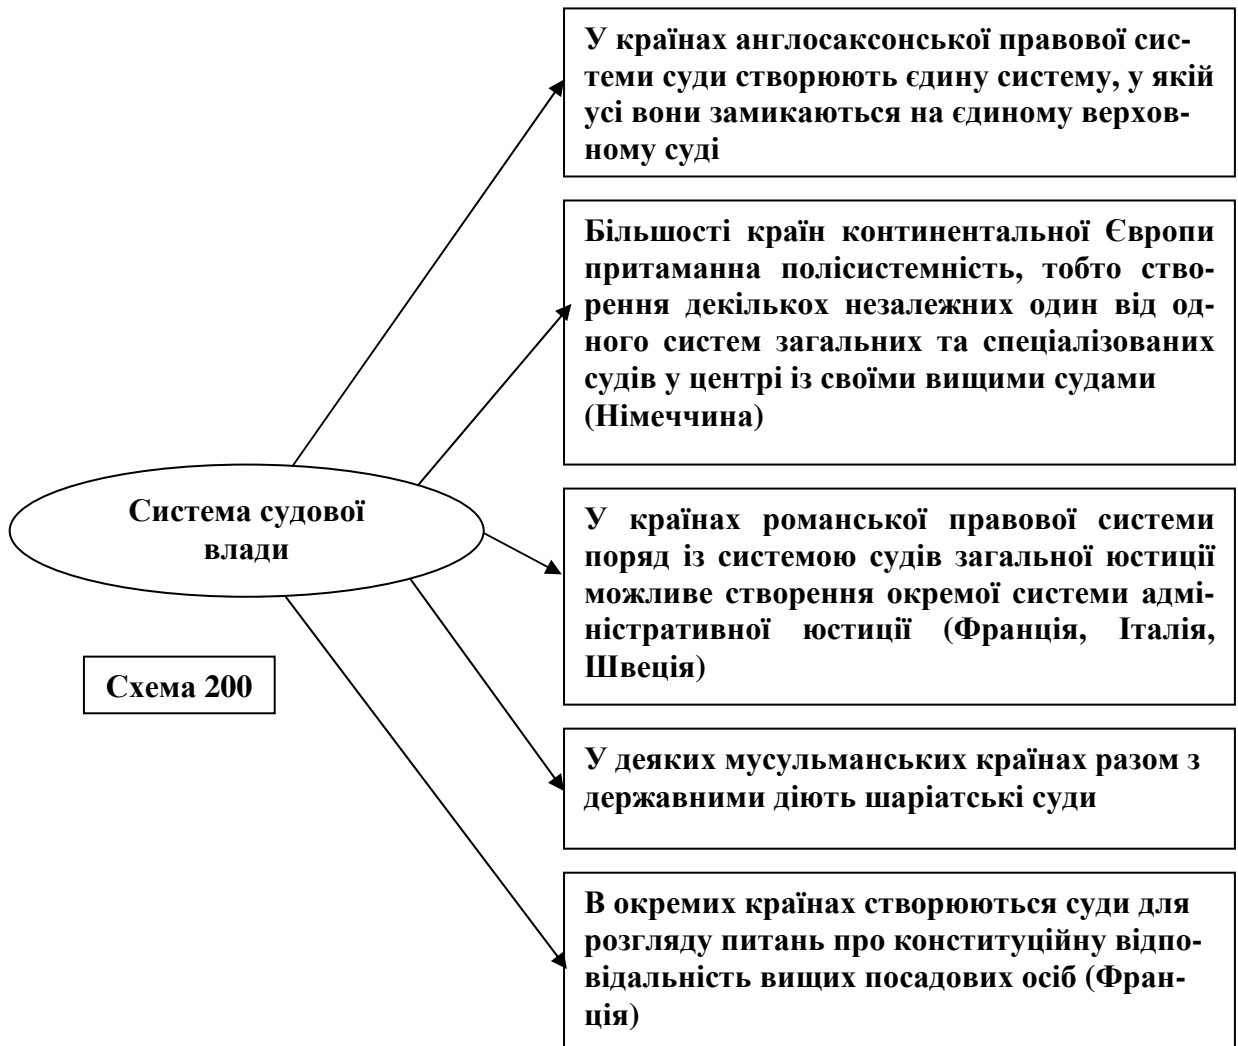 У країнах англосаксонської правової сис-
теми суди створюють єдину систему, у якій
усі вони замикаються на єдиному верхов-
ному суді
Більшості країн континентальної Європи
притаманна полісистемність, тобто ство-
рення декількох незалежних один від од-
ного систем загальних та спеціалізованих
судів у центрі із своїми вищими судами
(Німеччина)
Система судової
влади
У країнах романської правової системи
поряд із системою судів загальної юстиції
можливе створення окремої системи адмі-
ністративної юстиції (Франція, Італія,
Швеція)
Схема 200
У деяких мусульманських країнах разом з
державними діють шаріатські суди
В окремих країнах створюються суди для
розгляду питань про конституційну відпо-
відальність вищих посадових осіб (Фран-
ція)